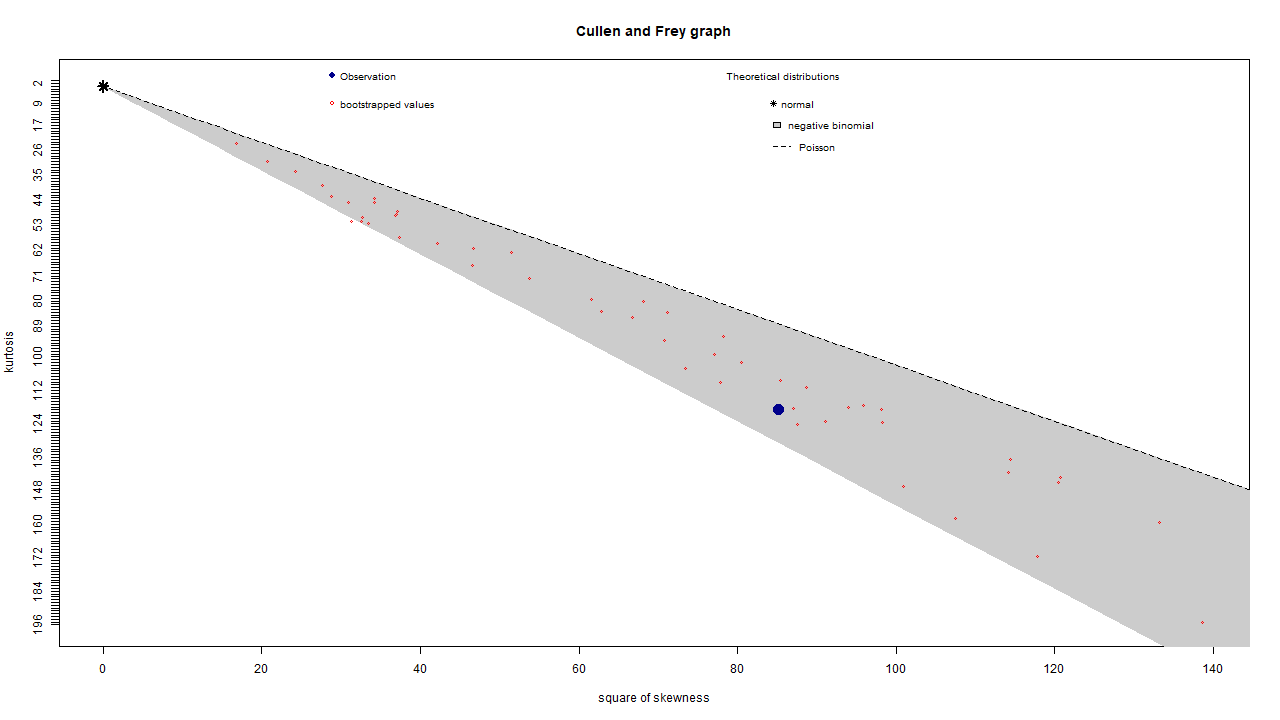 Cullen and Frey graph
Observation
bootstrapped values
Theoretical distributions
normal
negative binomial
Poisson
kurtosis
2
9
17
26
35
44
53
62
71
80
89
100
112
124
136
148
160
172
184
196
0 20 40 60 80 100 120 140
square of skewness